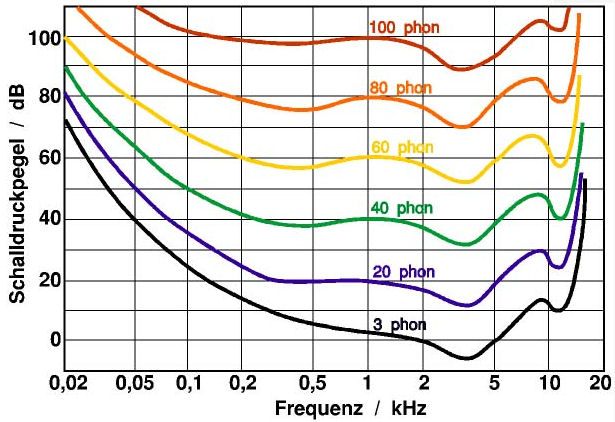 Schalldruckpegel / dB
100
80
60
40
20
0
100 phon
80 phon
60 phon
40 phon
20 phon
3 phon
0,02 0,05 0,1 0,2 0,5 1 2 5 10 20
Frequenz / kHz